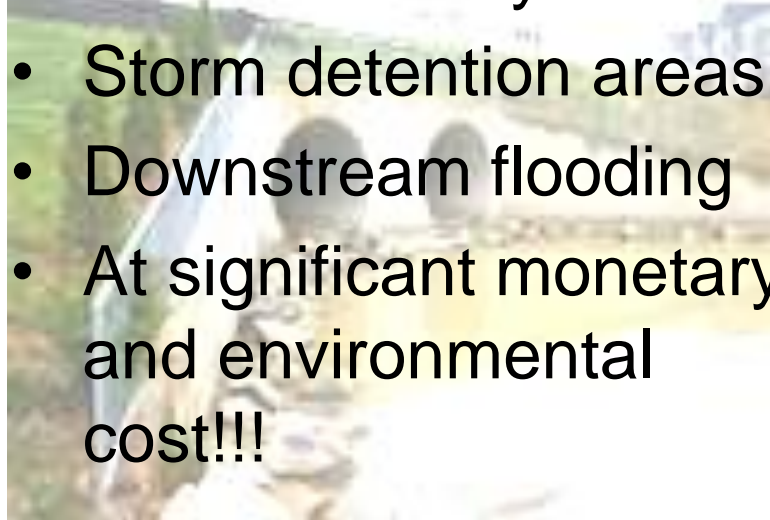 • Storm detention areas
• Downstream flooding
• At significant monetary
and environmental
cost!!!